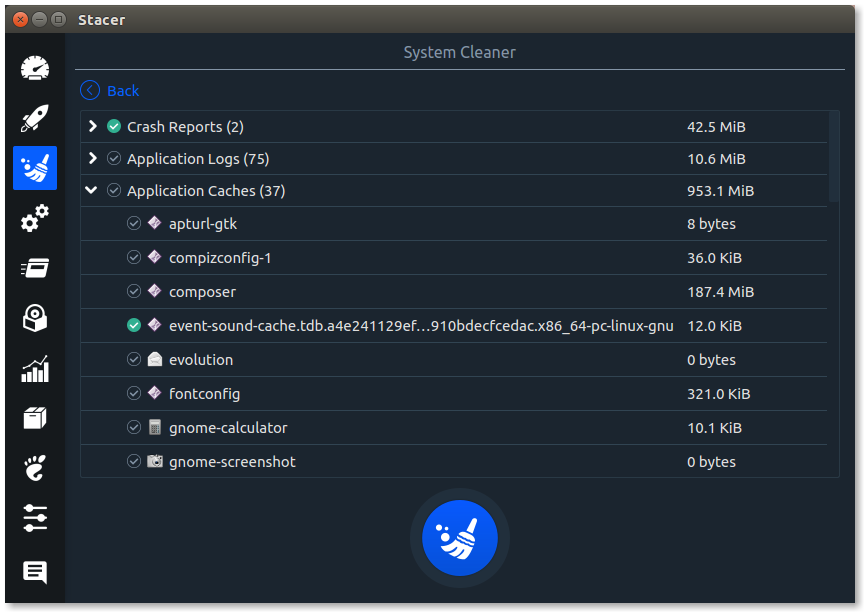 Stacer
System Cleaner
Back
Crash Reports (2) 42.5 MiB
Application Logs (75) 10.6 MiB
Application Caches (37) 953.1 MiB
apturl-gtk 8 bytes
compizconfig-1 36.0 KiB
composer 187.4 MiB
event-sound-cache.tdb.a4e241129ef...910bdecfcedac.x86_64-pc-linux-gnu 12.0 KiB
evolution 0 bytes
fontconfig 321.0 KiB
gnome-calculator 10.1 KiB
gnome-screenshot 0 bytes